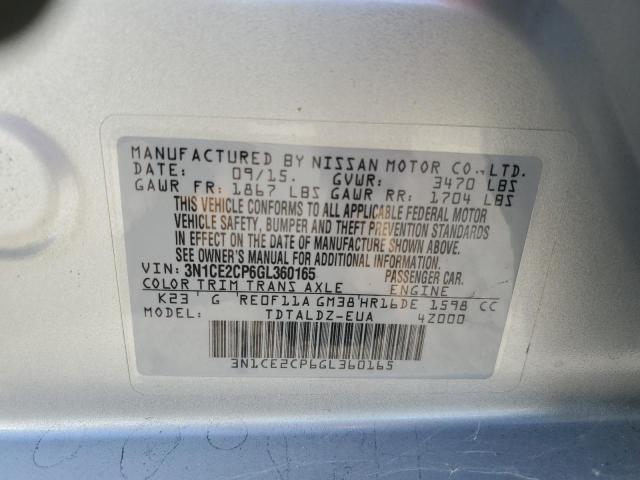 MANUFACTURED BY NISSAN MOTOR CO., LTD.
DATE: 09/15. GVWR: 3470 LBS
GAWR FR: 1867 LBS GAWR RR: 1704 LBS
THIS VEHICLE CONFORMS TO ALL APPLICABLE FEDERAL MOTOR
VEHICLE SAFETY, BUMPER AND THEFT PREVENTION STANDARDS
IN EFFECT ON THE DATE OF MANUFACTURE SHOWN ABOVE.
SEE OWNER'S MANUAL FOR ADDITIONAL INFORMATION
VIN: 3N1CE2CP6GL360165 PASSENGER CAR.
COLOR TRIM TRANS AXLE ENGINE
K23 G RE0F11A GM38 HR16DE 1598 CC
TDTALDZ-EUA 4Z000
3N1CE2CP6GL360165